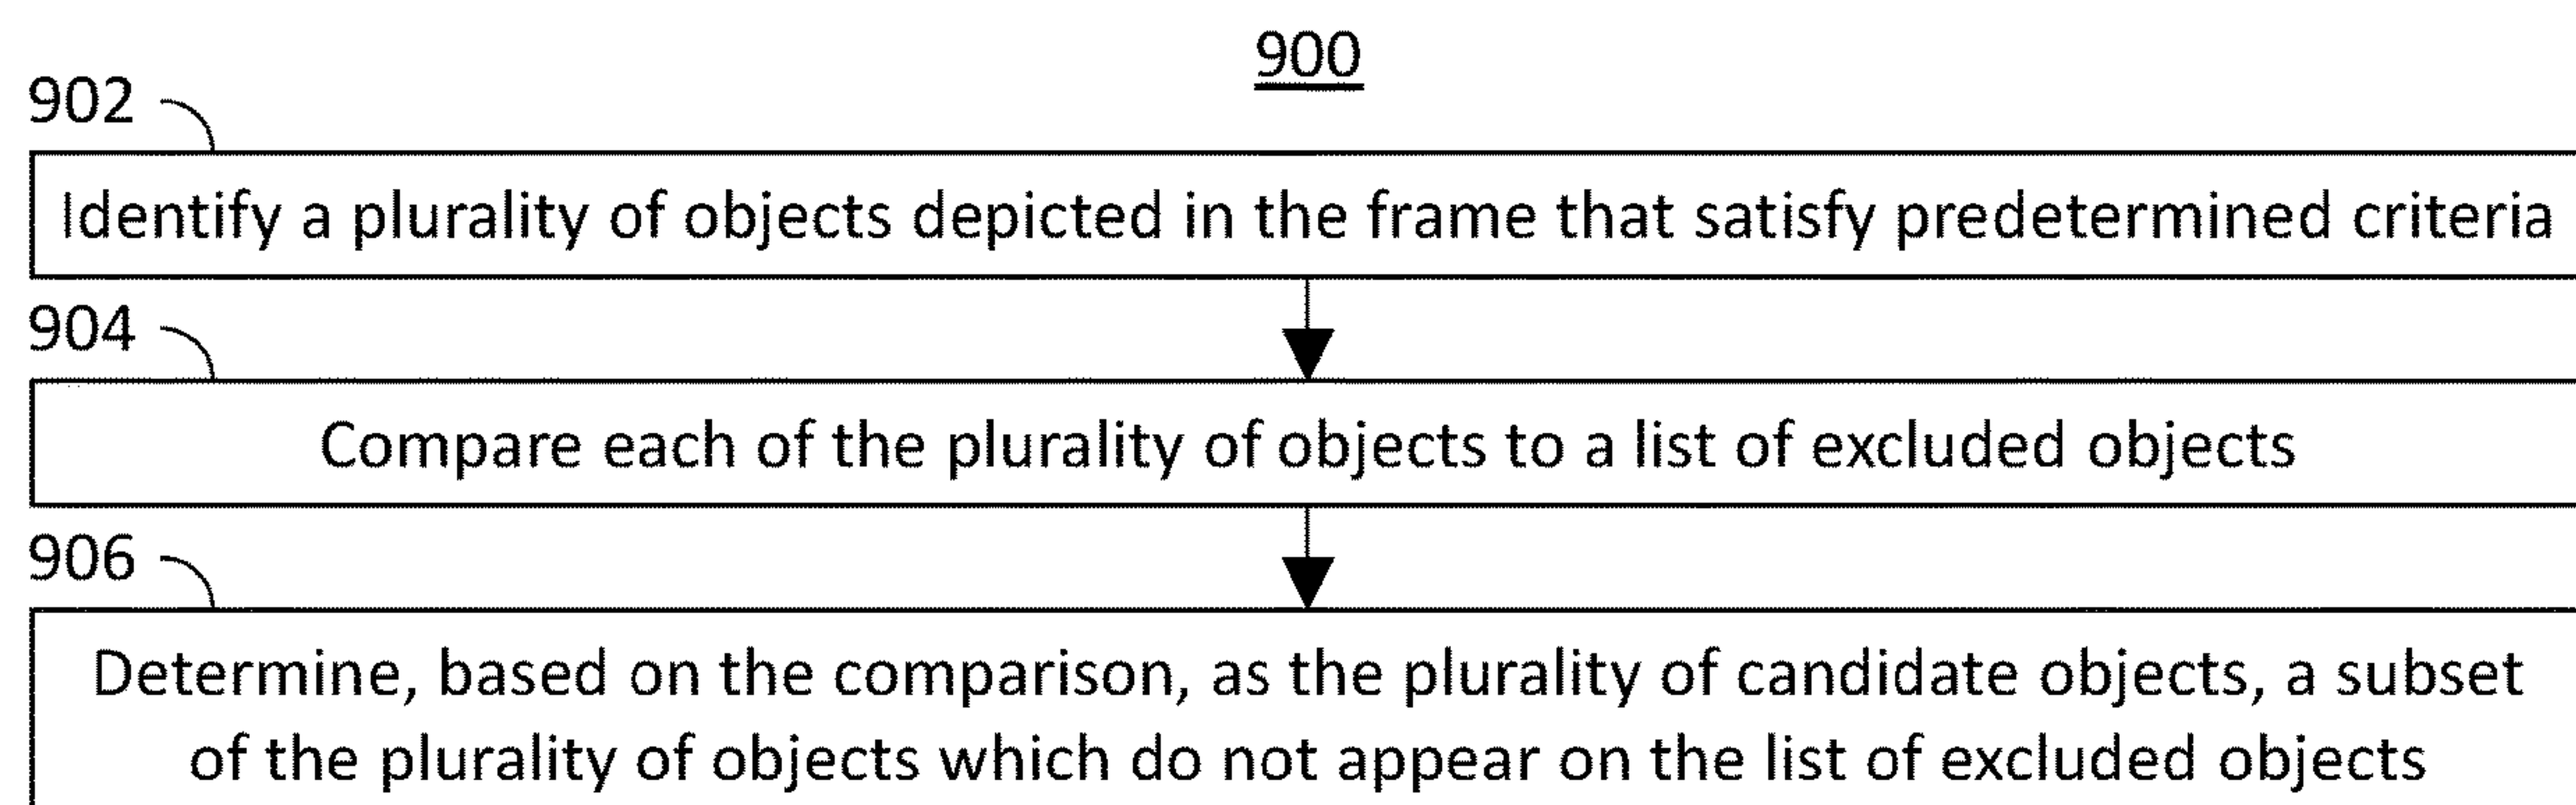 900
902
Identify a plurality of objects depicted in the frame that satisfy predetermined criteria
904
Compare each of the plurality of objects to a list of excluded objects
906
Determine, based on the comparison, as the plurality of candidate objects, a subset
of the plurality of objects which do not appear on the list of excluded objects